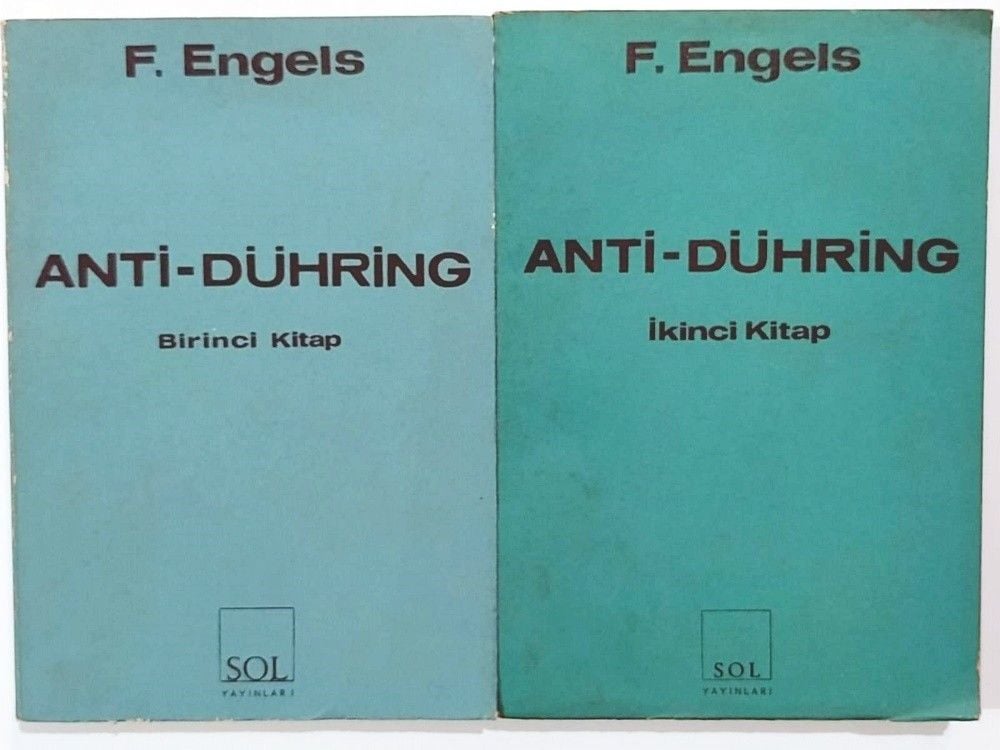 F. Engels
ANTİ-DÜHRİNG
Birinci Kitap
SOL
YAYINLARI
F. Engels
ANTİ-DÜHRİNG
İkinci Kitap
SOL
YAYINLARI